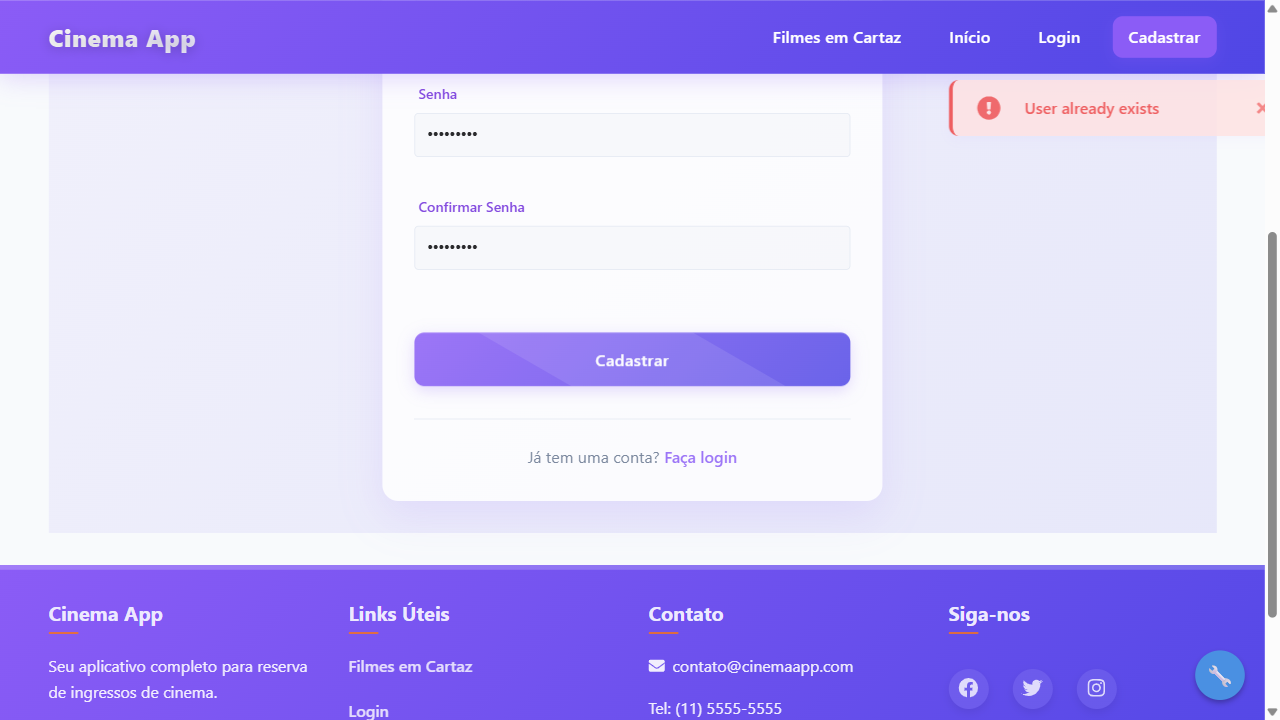 Cinema App
Filmes em Cartaz
Início
Login
Cadastrar
User already exists
Senha
•••••••••
Confirmar Senha
•••••••••
Cadastrar
Já tem uma conta? Faça login
Cinema App
Seu aplicativo completo para reserva
de ingressos de cinema.
Links Úteis
Filmes em Cartaz
Login
Contato
contato@cinemaapp.com
Tel: (11) 5555-5555
Siga-nos